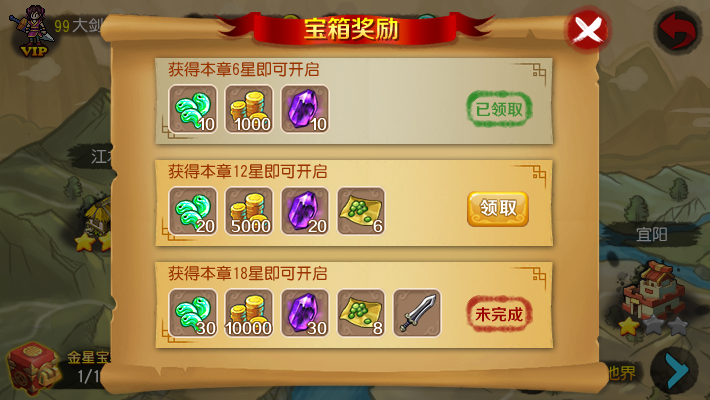 宝箱奖励
99大剑
VIP
获得本章6星即可开启
10
1000
10
已领取
获得本章12星即可开启
20
5000
20
6
领取
宜阳
获得本章18星即可开启
30
10000
30
8
未完成
金星宝
1/1
地界